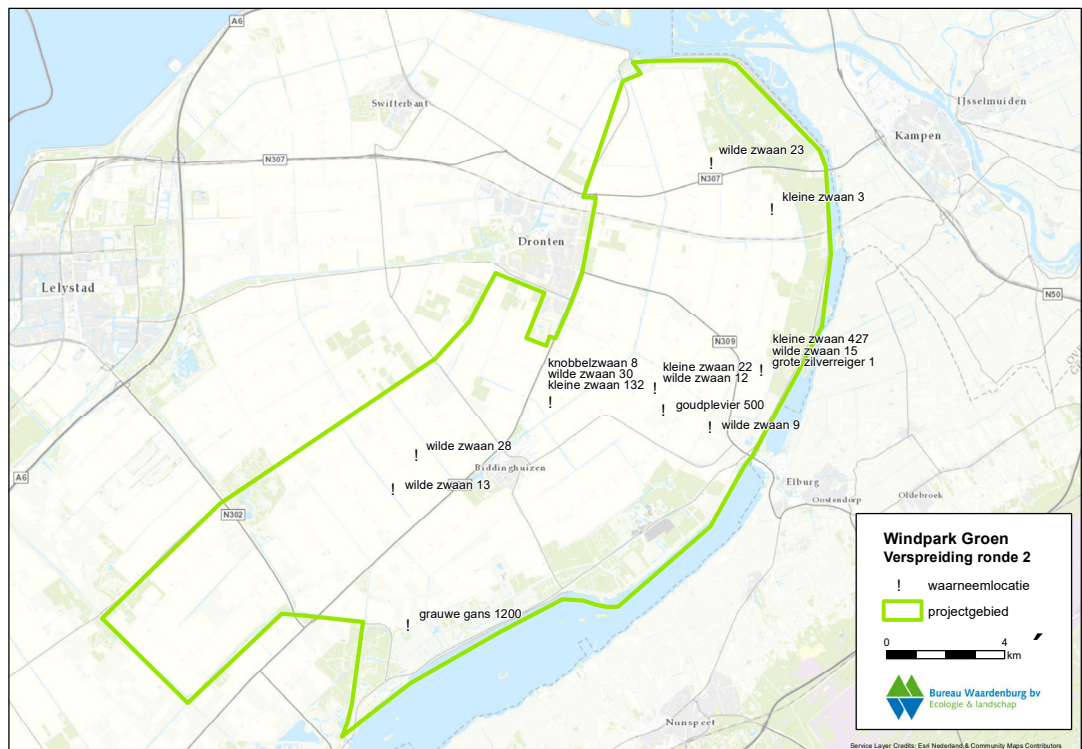 A6
Swifterbant
IJsselmuiden
Kampen
wilde zwaan 23
N307
N307
kleine zwaan 3
Dronten
Lelystad
N50
N309
kleine zwaan 427
wilde zwaan 15
grote zilverreiger 1
knobbelzwaan 8
wilde zwaan 30
kleine zwaan 132
kleine zwaan 22
wilde zwaan 12
goudplevier 500
wilde zwaan 9
wilde zwaan 28
Biddinghuizen
A6
wilde zwaan 13
Elburg
Oostendorp
Oldebroek
N302
grauwe gans 1200
Nunspeet
Windpark Groen
Verspreiding ronde 2
! waarneemlocatie
projectgebied
0 4
km
Bureau Waardenburg bv
Ecologie & landschap
Service Layer Credits: Esri Nederland & Community Maps Contributors